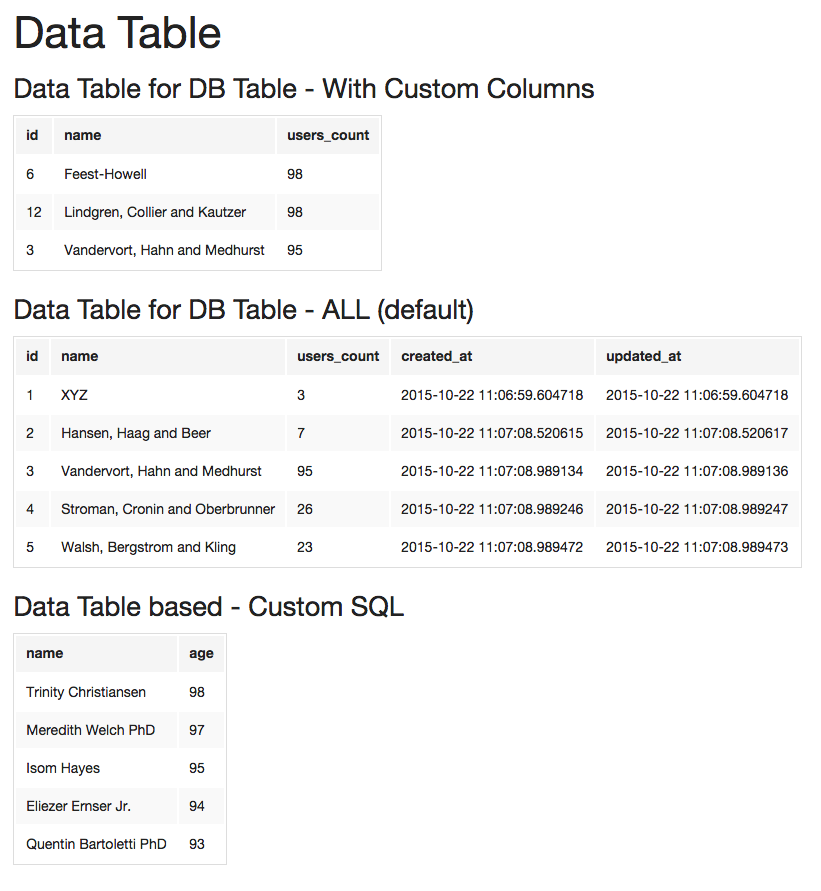 Data Table
Data Table for DB Table - With Custom Columns
id name users_count
6 Feest-Howell 98
12 Lindgren, Collier and Kautzer 98
3 Vandervort, Hahn and Medhurst 95
Data Table for DB Table - ALL (default)
id name users_count created_at updated_at
1 XYZ 3 2015-10-22 11:06:59.604718 2015-10-22 11:06:59.604718
2 Hansen, Haag and Beer 7 2015-10-22 11:07:08.520615 2015-10-22 11:07:08.520617
3 Vandervort, Hahn and Medhurst 95 2015-10-22 11:07:08.989134 2015-10-22 11:07:08.989136
4 Stroman, Cronin and Oberbrunner 26 2015-10-22 11:07:08.989246 2015-10-22 11:07:08.989247
5 Walsh, Bergstrom and Kling 23 2015-10-22 11:07:08.989472 2015-10-22 11:07:08.989473
Data Table based - Custom SQL
name age
Trinity Christiansen 98
Meredith Welch PhD 97
Isom Hayes 95
Eliezer Ernser Jr. 94
Quentin Bartoletti PhD 93